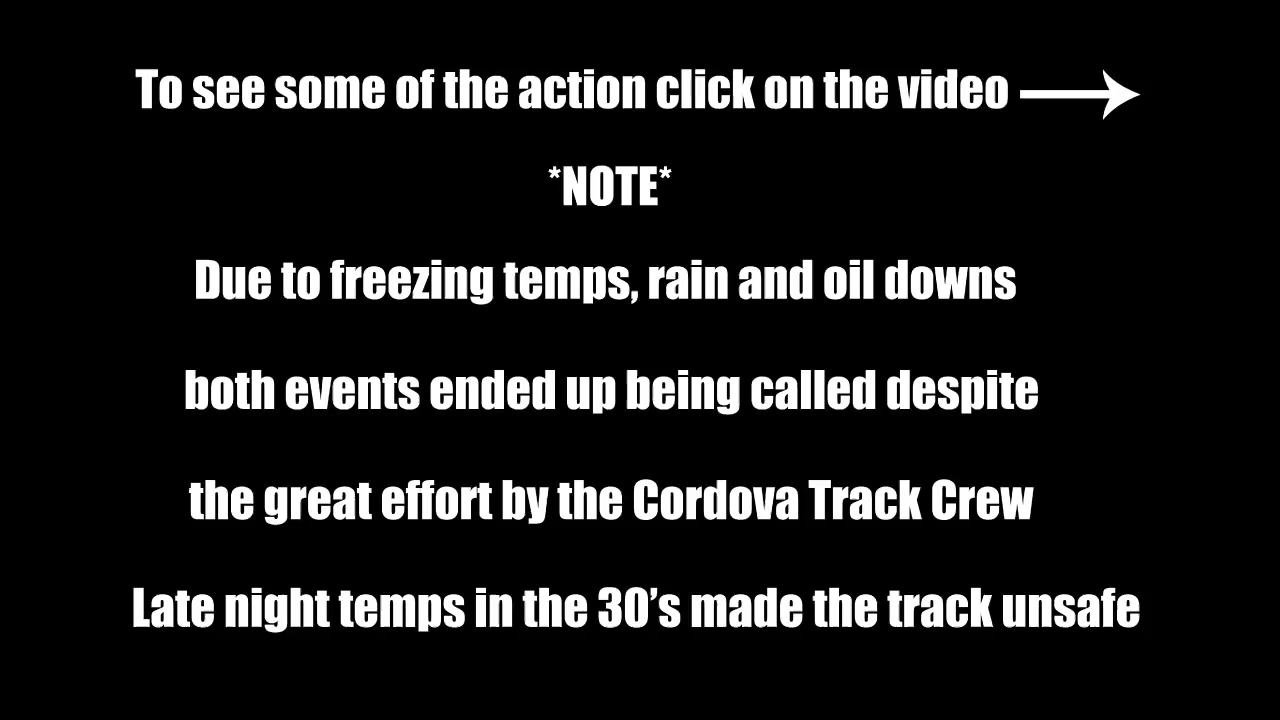 To see some of the action click on the video
*NOTE*
Due to freezing temps, rain and oil downs
both events ended up being called despite
the great effort by the Cordova Track Crew
Late night temps in the 30’s made the track unsafe